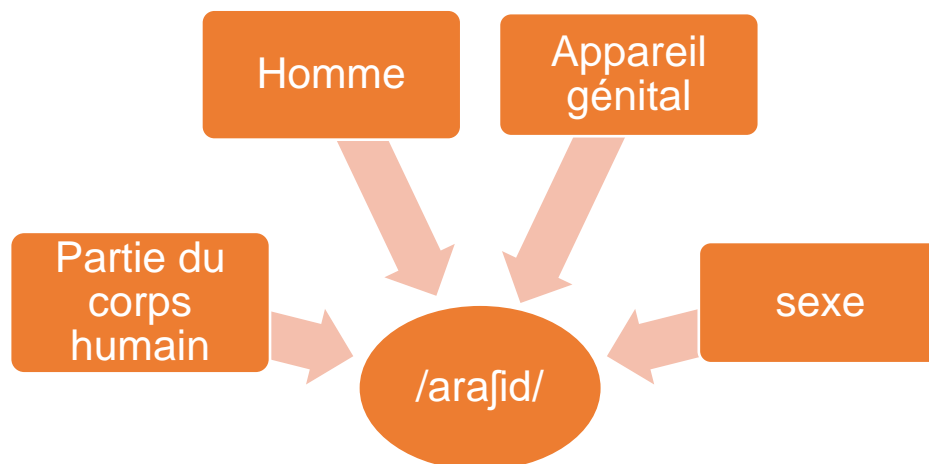 Homme
Appareil
génital
Partie du
corps
humain
sexe
/araʃid/